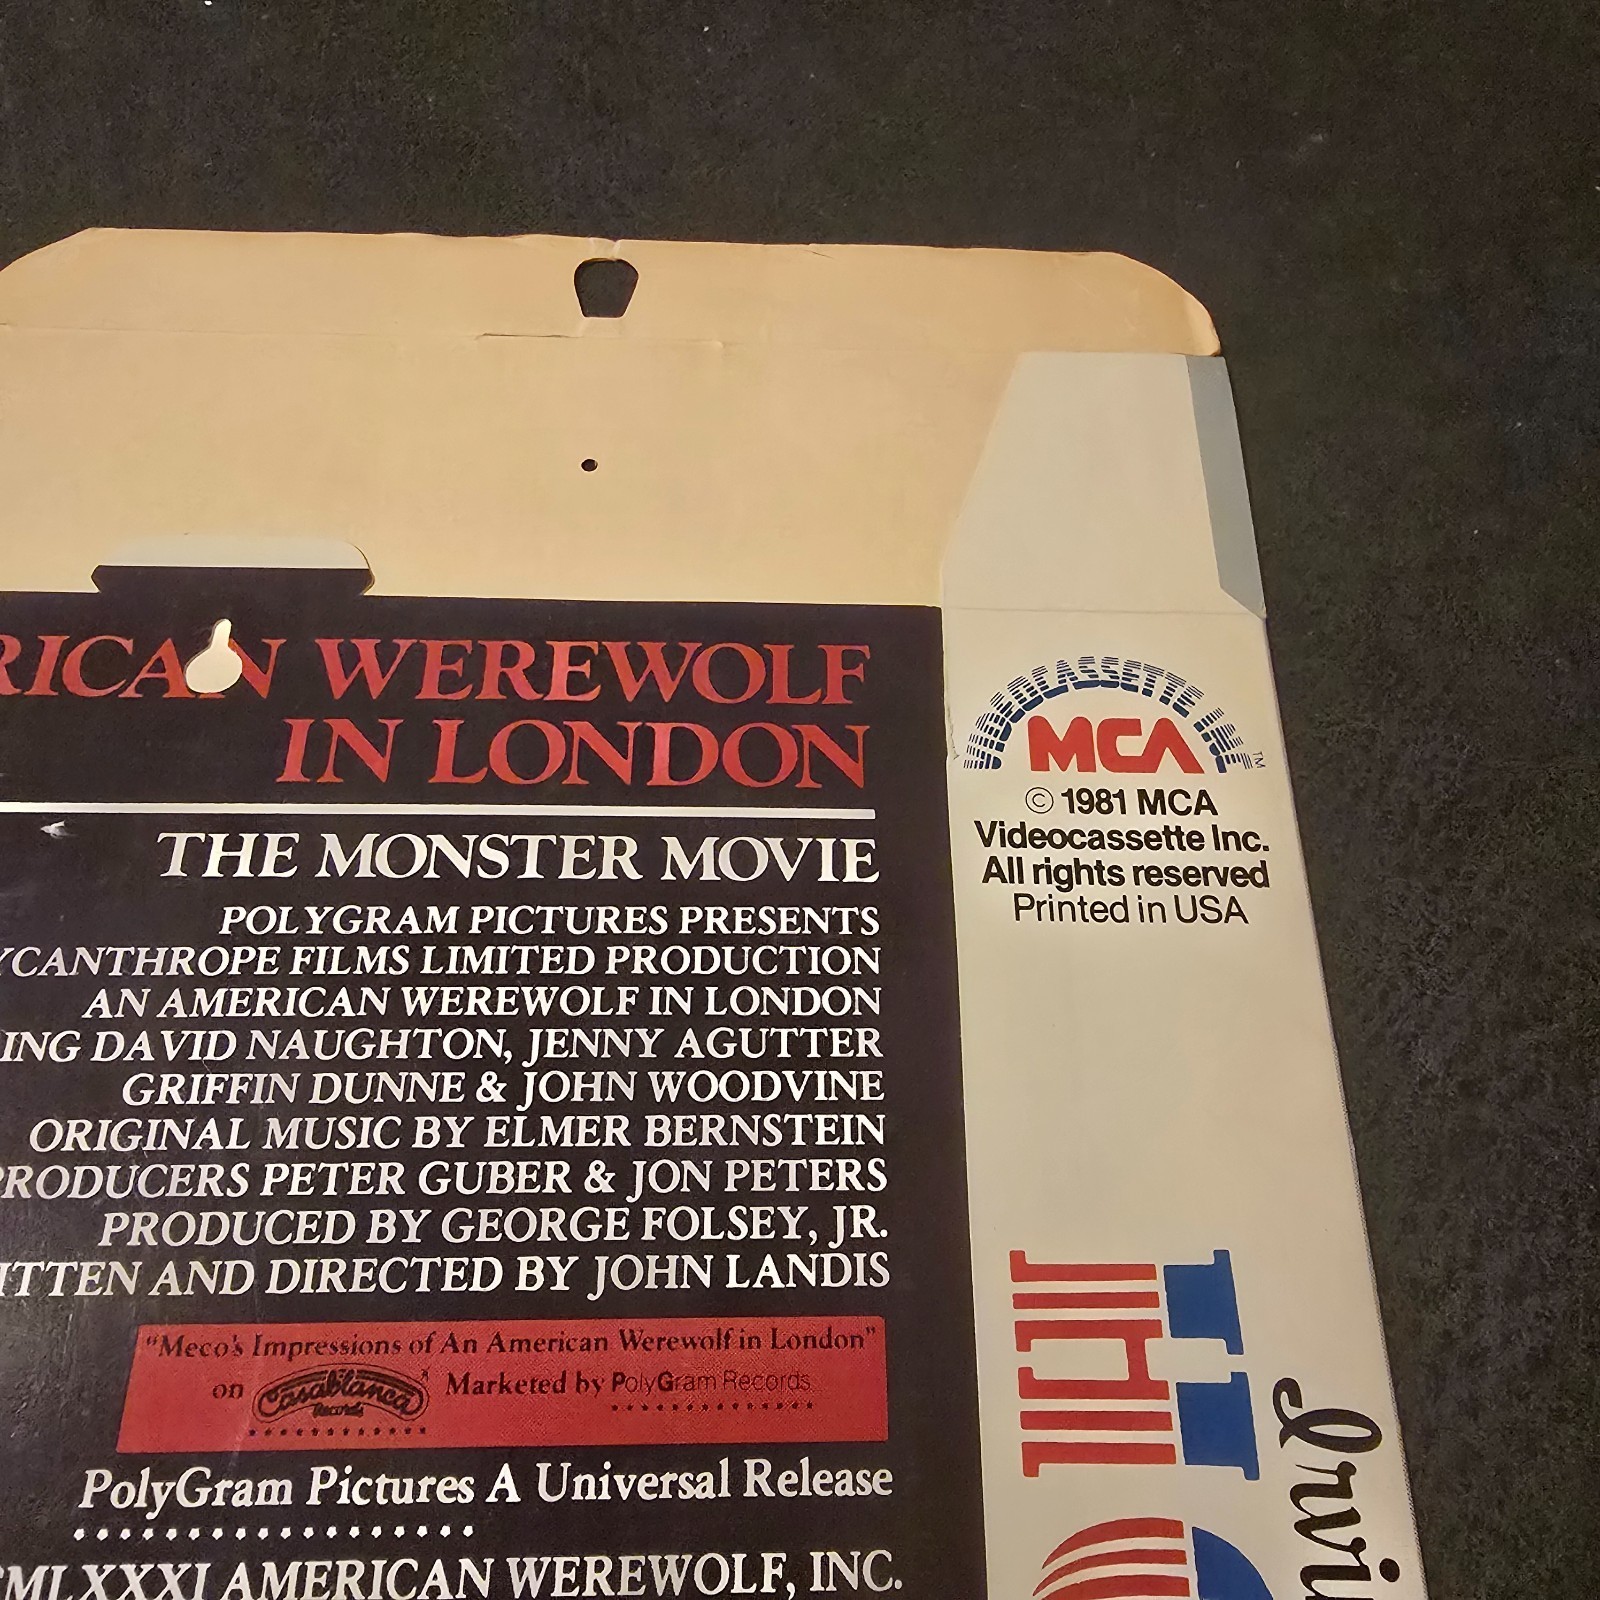 RICAN WEREWOLF
IN LONDON
THE MONSTER MOVIE
POLYGRAM PICTURES PRESENTS
YCANTHROPE FILMS LIMITED PRODUCTION
AN AMERICAN WEREWOLF IN LONDON
ING DAVID NAUGHTON, JENNY AGUTTER
GRIFFIN DUNNE & JOHN WOODVINE
ORIGINAL MUSIC BY ELMER BERNSTEIN
PRODUCERS PETER GUBER & JON PETERS
PRODUCED BY GEORGE FOLSEY, JR.
ITTEN AND DIRECTED BY JOHN LANDIS
"Meco's Impressions of An American Werewolf in London"
on Casablanca Records Marketed by PolyGram Records
PolyGram Pictures A Universal Release
MLXXXI AMERICAN WEREWOLF, INC.
VIDEOCASSETTE INC.
MCA TM
© 1981 MCA
Videocassette Inc.
All rights reserved
Printed in USA
Irvi